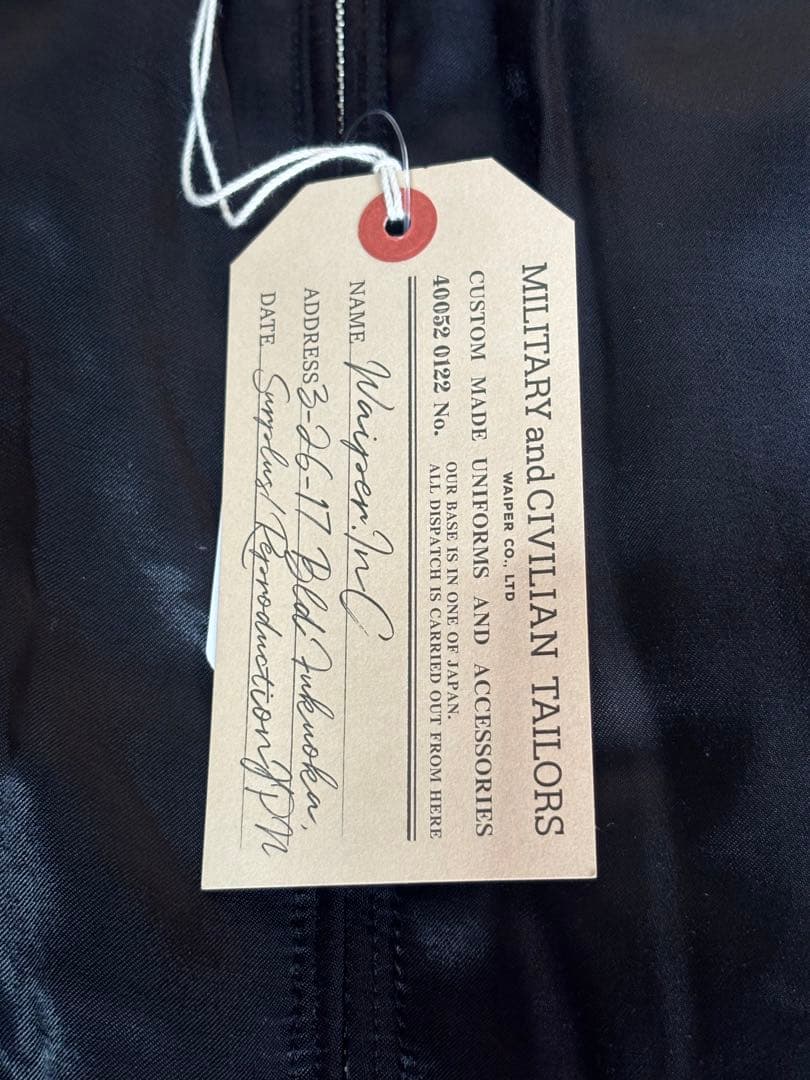 MILITARY and CIVILIAN TAILORS
WAIPER CO., LTD
CUSTOM MADE UNIFORMS AND ACCESSORIES
40052 0122 No. OUR BASE IS IN ONE OF JAPAN.
ALL DISPATCH IS CARRIED OUT FROM HERE
NAME Waiper.InC
ADDRESS 3-26-17 Bld Fukuoka,
DATE Surplus/Reproduction JPN